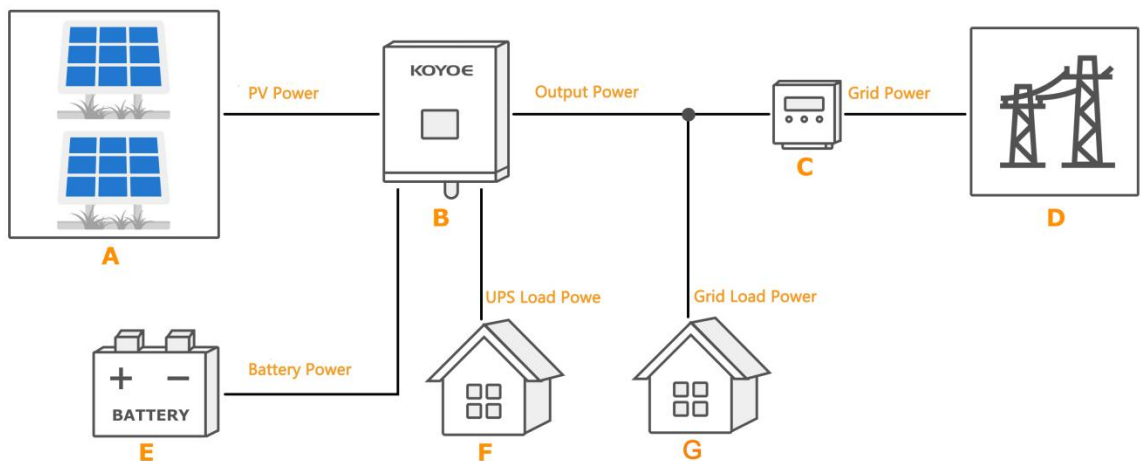 PV Power
KOYOE
Output Power
Grid Power
A
B
C
D
UPS Load Powe
Grid Load Power
Battery Power
+ −
BATTERY
E
F
G